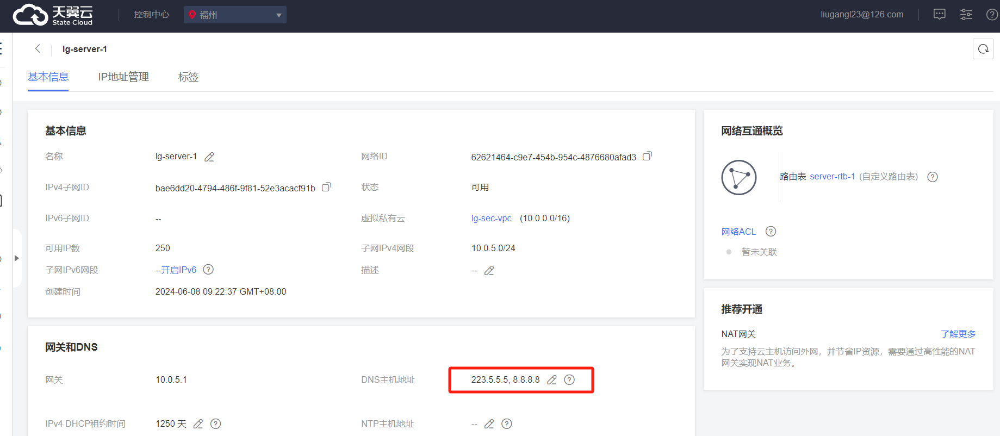 天翼云
State Cloud
控制中心
福州
liugangl23@126.com
lg-server-1
基本信息
IP地址管理
标签
基本信息
名称
lg-server-1
网络ID
62621464-c9e7-454b-954c-4876680afad3
IPv4子网ID
bae6dd20-4794-486f-9f81-52e3acacf91b
状态
可用
IPv6子网ID
--
虚拟私有云
lg-sec-vpc (10.0.0.0/16)
可用IP数
250
子网IPv4网段
10.0.5.0/24
子网IPv6网段
--开启IPv6
描述
--
创建时间
2024-06-08 09:22:37 GMT+08:00
网关和DNS
网关
10.0.5.1
DNS主机地址
223.5.5.5, 8.8.8.8
IPv4 DHCP租约时间
1250 天
NTP主机地址
--
网络互通概览
路由表 server-rtb-1 (自定义路由表)
网络ACL
暂未关联
推荐开通
NAT网关
了解更多
为了支持云主机访问外网，并节省IP资源，需要通过高性能的NAT
网关实现NAT业务。